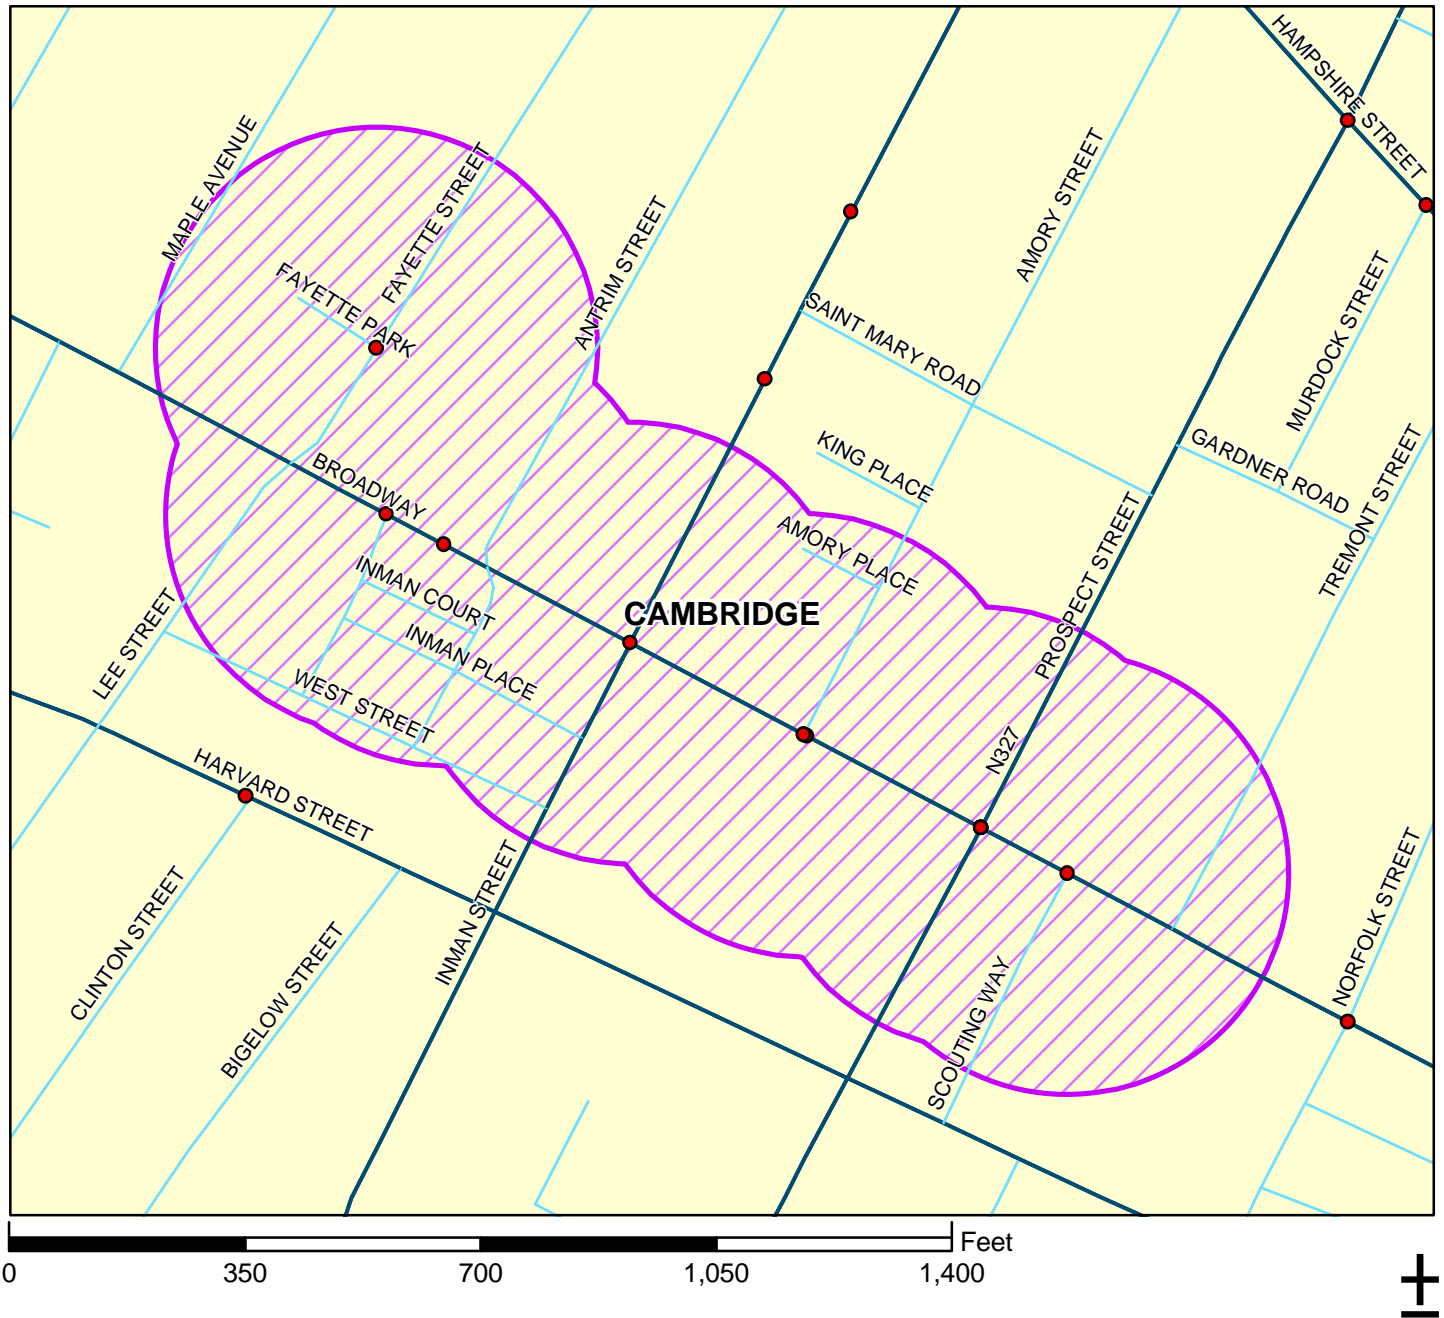 HAMPSHIRE STREET
MAPLE AVENUE
FAYETTE STREET
AMORY STREET
ANTRIM STREET
FAYETTE PARK
SAINT MARY ROAD
MURDOCK STREET
KING PLACE
GARDNER ROAD
BROADWAY
TREMONT STREET
AMORY PLACE
PROSPECT STREET
INMAN COURT
CAMBRIDGE
LEE STREET
INMAN PLACE
WEST STREET
N327
HARVARD STREET
INMAN STREET
NORFOLK STREET
CLINTON STREET
BIGELOW STREET
SCOUTING WAY
Feet
0 350 700 1,050 1,400